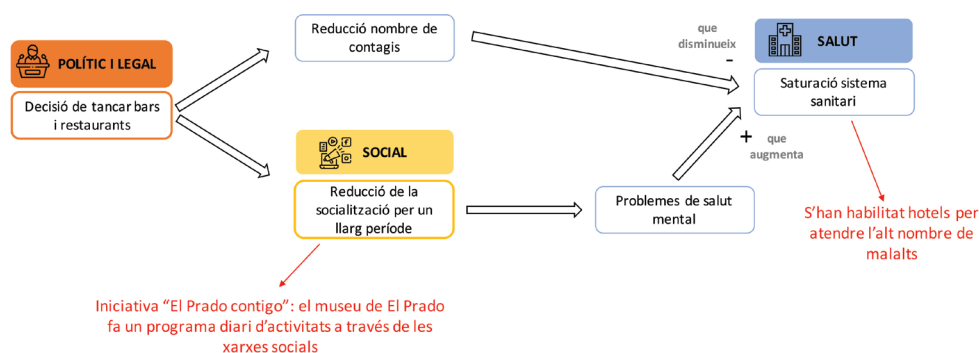 POLÍTIC I LEGAL
Decisió de tancar bars
i restaurants
Reducció nombre de
contagis
que
disminueix
-
SALUT
Saturació sistema
sanitari
SOCIAL
Reducció de la
socialització per un
llarg període
Problemes de salut
mental
+ que
augmenta
S'han habilitat hotels per
atendre l'alt nombre de
malalts
Iniciativa “El Prado contigo”: el museu de El Prado
fa un programa diari d'activitats a través de les
xarxes socials